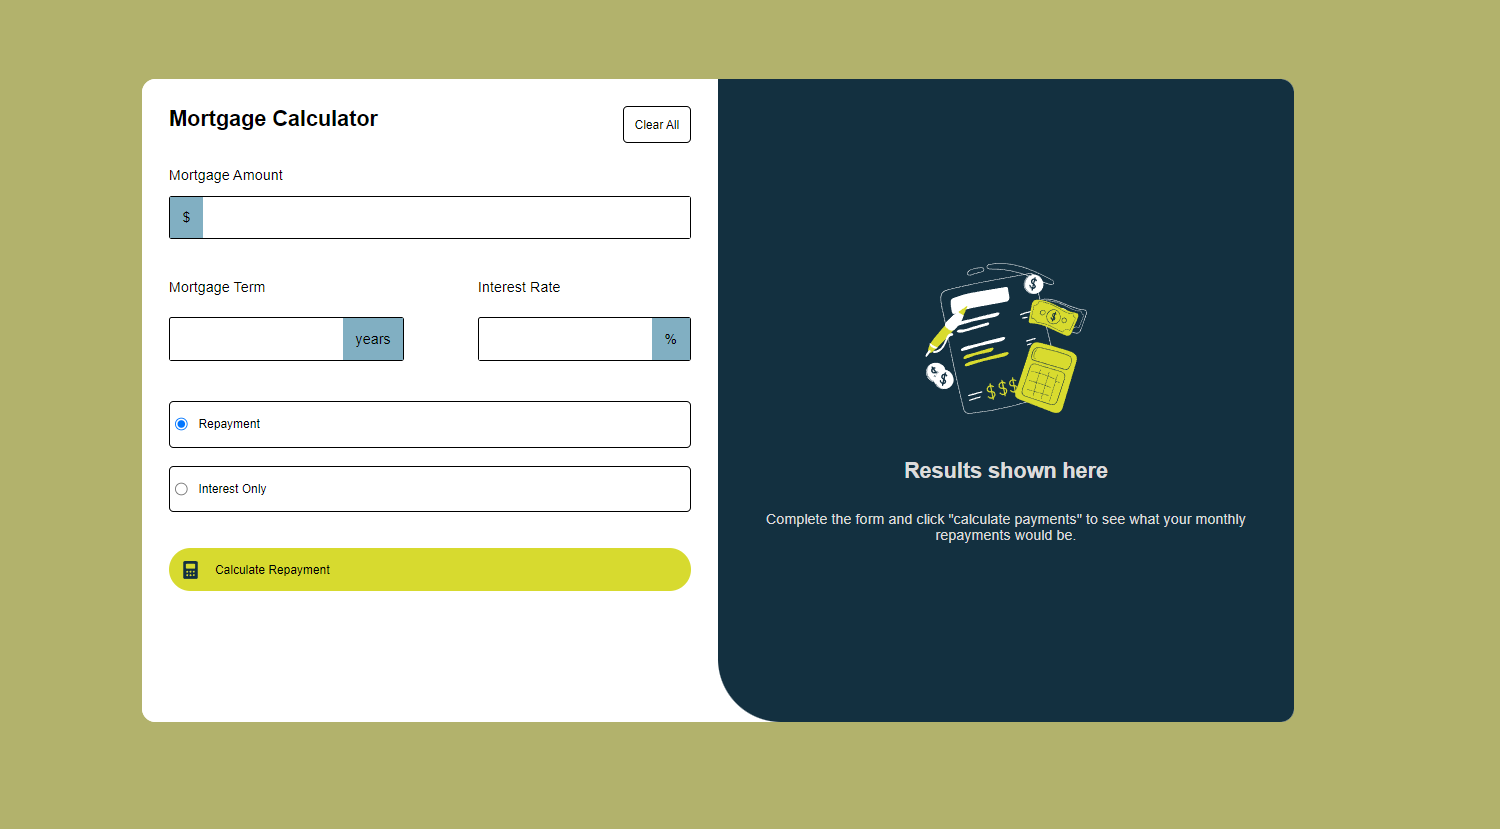 Mortgage Calculator
Clear All
Mortgage Amount
$
Mortgage Term
Interest Rate
years
%
Repayment
Interest Only
Calculate Repayment
$
$
$
$
$$$
Results shown here
Complete the form and click "calculate payments" to see what your monthly
repayments would be.